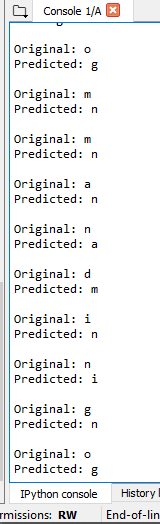 Console 1/A
Original: o
Predicted: g
Original: m
Predicted: n
Original: m
Predicted: n
Original: a
Predicted: n
Original: n
Predicted: a
Original: d
Predicted: m
Original: i
Predicted: n
Original: n
Predicted: i
Original: g
Predicted: n
Original: o
Predicted: g
IPython console
History l
rmissions: RW
End-of-lin